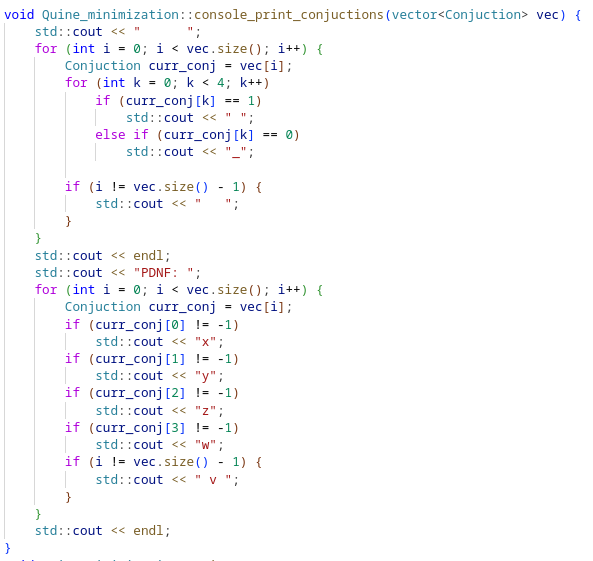 void Quine_minimization::console_print_conjuctions(vector<Conjuction> vec) {
    std::cout << "      ";
    for (int i = 0; i < vec.size(); i++) {
        Conjuction curr_conj = vec[i];
        for (int k = 0; k < 4; k++)
            if (curr_conj[k] == 1)
                std::cout << " ";
            else if (curr_conj[k] == 0)
                std::cout << "_";

        if (i != vec.size() - 1) {
            std::cout << "   ";
        }
    }
    std::cout << endl;
    std::cout << "PDNF: ";
    for (int i = 0; i < vec.size(); i++) {
        Conjuction curr_conj = vec[i];
        if (curr_conj[0] != -1)
            std::cout << "x";
        if (curr_conj[1] != -1)
            std::cout << "y";
        if (curr_conj[2] != -1)
            std::cout << "z";
        if (curr_conj[3] != -1)
            std::cout << "w";
        if (i != vec.size() - 1) {
            std::cout << " v ";
        }
    }
    std::cout << endl;
}